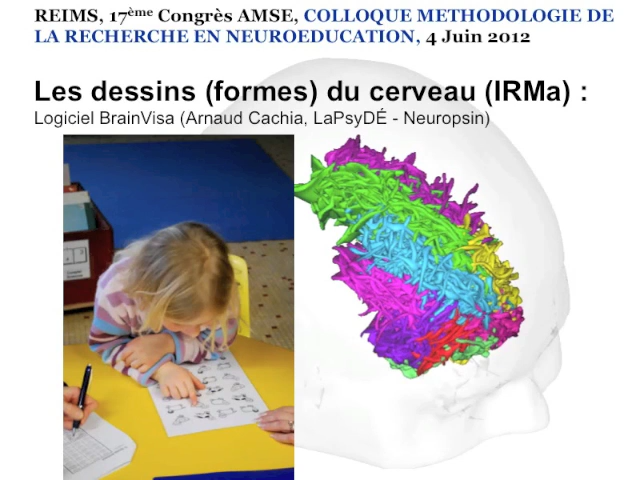 REIMS, 17ème Congrès AMSE, COLLOQUE METHODOLOGIE DE
LA RECHERCHE EN NEUROEDUCATION, 4 Juin 2012
Les dessins (formes) du cerveau (IRMa) :
Logiciel BrainVisa (Arnaud Cachia, LaPsyDÉ - Neuropsin)